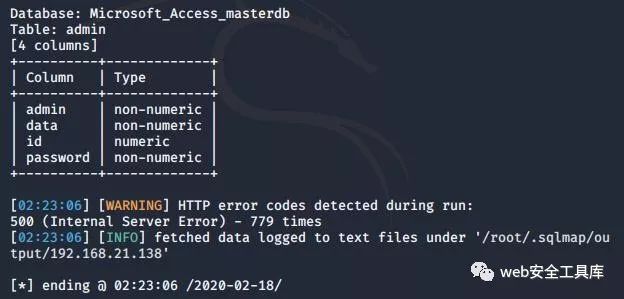 Database: Microsoft_Access_masterdb
Table: admin
[4 columns]
+----------+-------------+
| Column | Type |
+----------+-------------+
| admin | non-numeric |
| data | non-numeric |
| id | numeric |
| password | non-numeric |
+----------+-------------+
[02:23:06] [WARNING] HTTP error codes detected during run:
500 (Internal Server Error) - 779 times
[02:23:06] [INFO] fetched data logged to text files under '/root/.sqlmap/ou
tput/192.168.21.138'
[*] ending @ 02:23:06 /2020-02-18/
web安全工具库